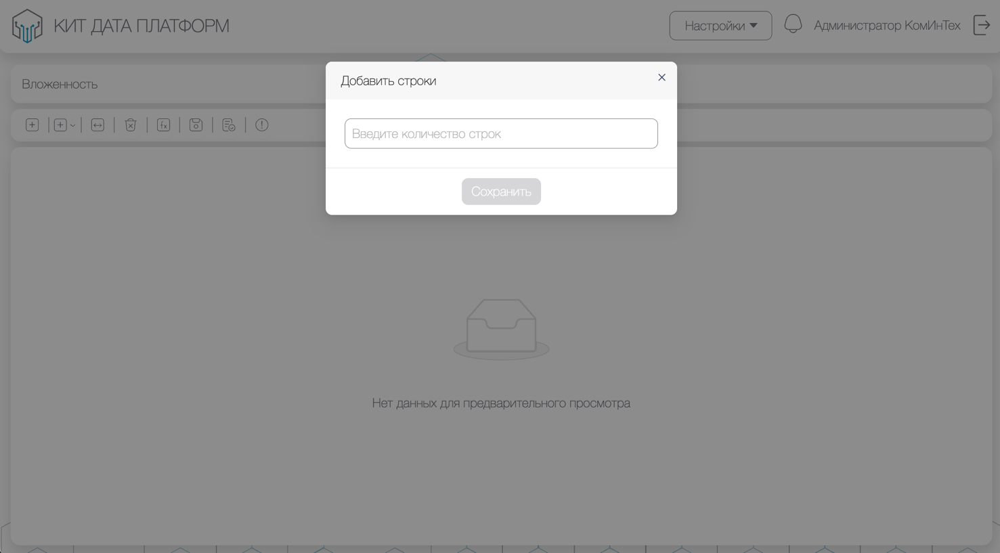 КИТ ДАТА ПЛАТФОРМ
Настройки
Администратор КомИнТех
Вложенность
Добавить строки
Введите количество строк
Сохранить
Нет данных для предварительного просмотра